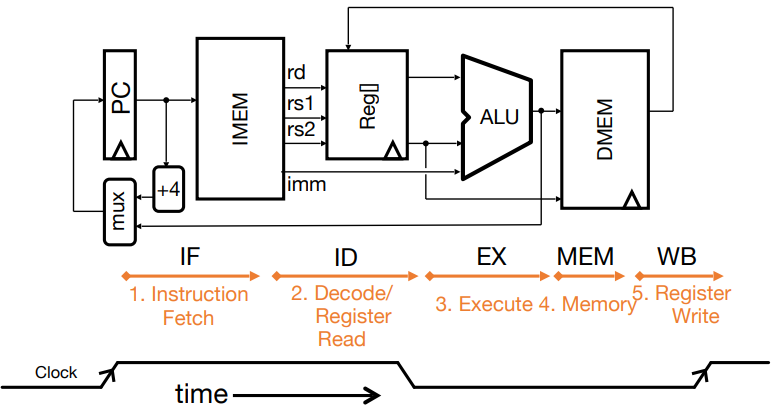 PC
+4
mux
IMEM
rd
rs1
rs2
imm
Reg[]
ALU
DMEM
IF
ID
EX
MEM
WB
1. Instruction
Fetch
2. Decode/
Register
Read
3. Execute
4. Memory
5. Register
Write
Clock
time